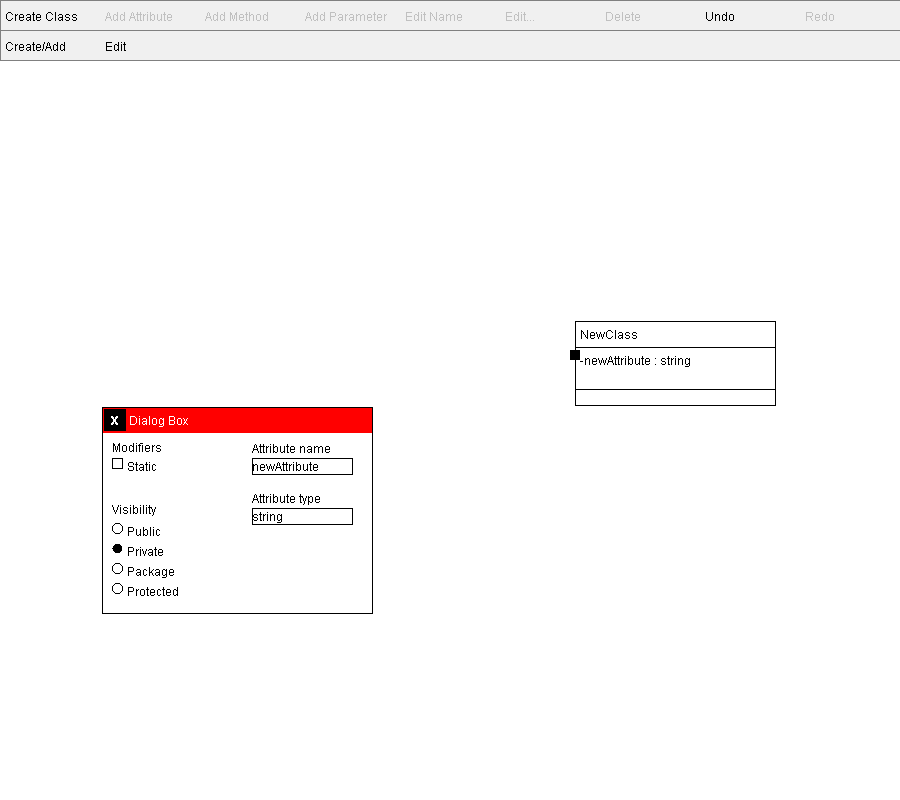 Create Class Add Attribute Add Method Add Parameter Edit Name Edit... Delete Undo Redo
Create/Add Edit
NewClass
-newAttribute : string
X Dialog Box
Modifiers
Static
Visibility
Public
Private
Package
Protected
Attribute name
newAttribute
Attribute type
string